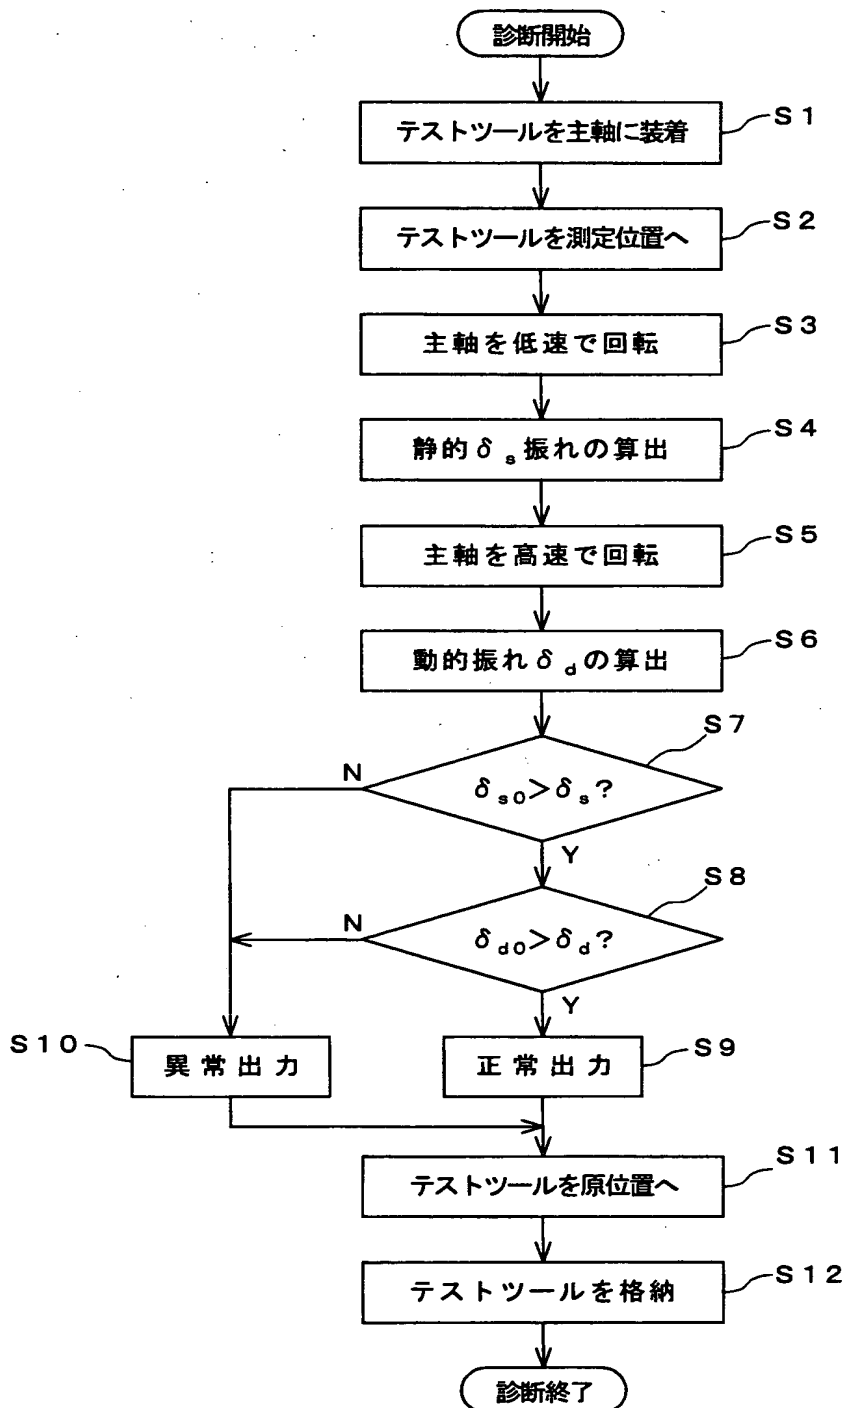 診断開始
テストツールを主軸に装着
S1
テストツールを測定位置へ
S2
主軸を低速で回転
S3
静的δs振れの算出
S4
主軸を高速で回転
S5
動的振れδdの算出
S6
S7
N
δs0>δs?
Y
S8
N
δd0>δd?
Y
S10
異常出力
正常出力
S9
テストツールを原位置へ
S11
テストツールを格納
S12
診断終了